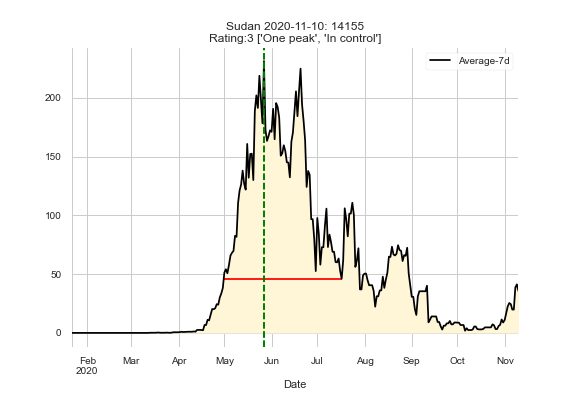 Sudan 2020-11-10: 14155
Rating:3 ['One peak', 'In control']
Average-7d
200
150
100
50
0
Feb Mar Apr May Jun Jul Aug Sep Oct Nov
2020
Date